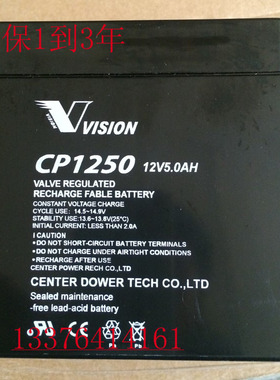 保1到3年
VISION
VISION
CP1250 12V5.0AH
VALVE REGULATED
RECHARGE FABLE BATTERY
CONSTANT VOLTAGE CHARGE
CYCLE USE: 14.5~14.9V
STABILITY USE:13.6~13.8V(25°C)
INITIAL CURRENT: LESS THAN 2.0A
⚠CAUTION:
●DO NOT SHORT-CIRCUIT BATTERY TERMINALS
●DO NOT CHARGE UNDER AIRTIGHT CONDITIONS
●RECHARGE AFTER USE
CENTER POWER RECH CO.,LTD
CENTER DOWER TECH CO.,LTD
Sealed maintenance
-free lead-acid battery
13376414161